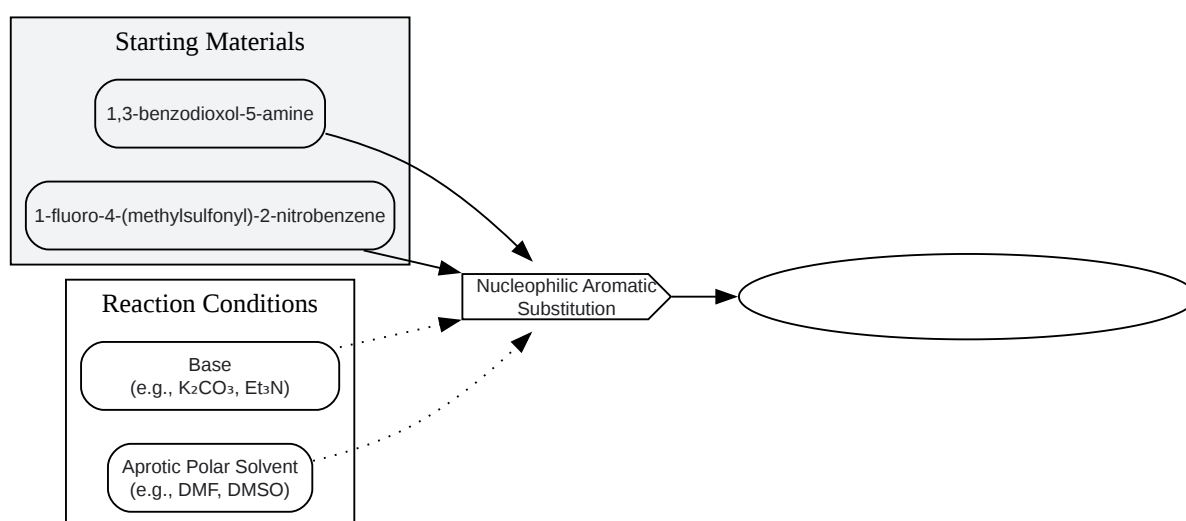 Starting Materials
1,3-benzodioxol-5-amine
1-fluoro-4-(methylsulfonyl)-2-nitrobenzene
Reaction Conditions
Base
(e.g., K₂CO₃, Et₃N)
Aprotic Polar Solvent
(e.g., DMF, DMSO)
Nucleophilic Aromatic
Substitution